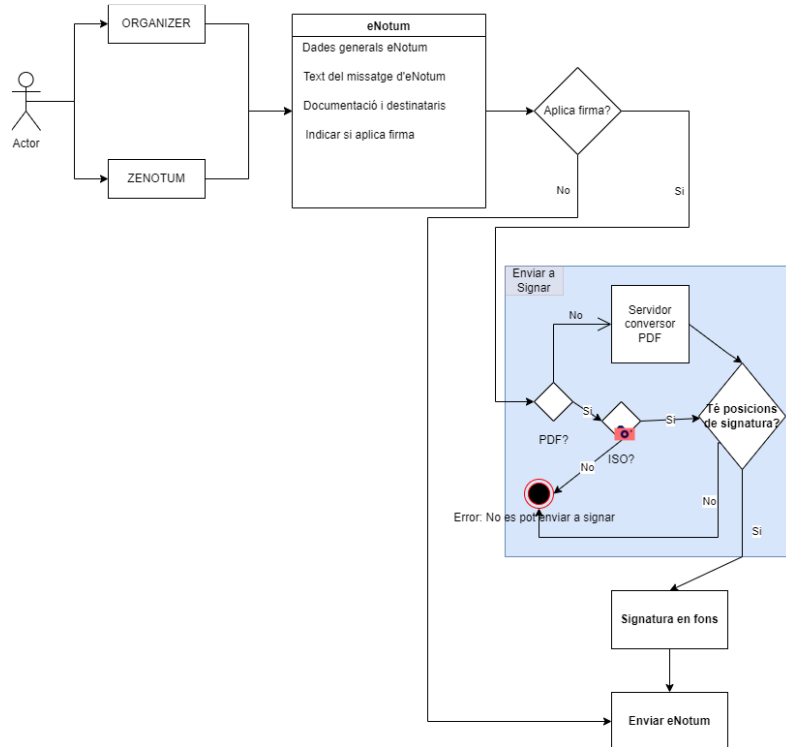 ORGANIZER
eNotum
Dades generals eNotum
Text del missatge d'eNotum
Documentació i destinataris
Indicar si aplica firma
Aplica firma?
Actor
ZENOTUM
No
Si
Enviar a
Signar
No
Servidor
conversor
PDF
Té posicions
de signatura?
Si
Si
PDF?
ISO?
No
No
Error: No es pot enviar a signar
Si
Signatura en fons
Enviar eNotum